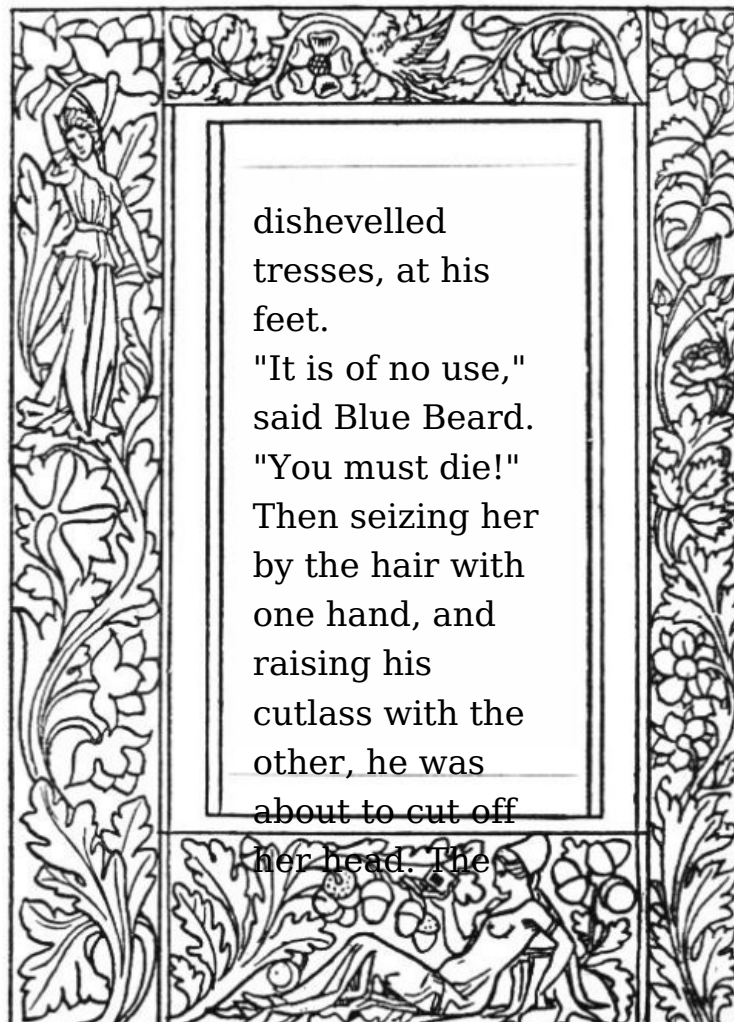 dishevelled
tresses, at his
feet.
"It is of no use,"
said Blue Beard.
"You must die!"
Then seizing her
by the hair with
one hand, and
raising his
cutlass with the
other, he was
about to cut off
her head. The